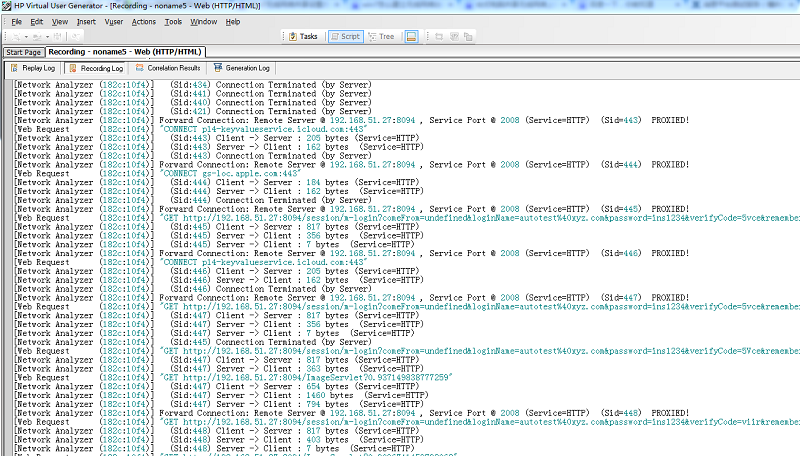 HP Virtual User Generator - [Recording - noname5 - Web (HTTP/HTML)]
File Edit View Insert Vuser Actions Tools Window Help
Tasks Script Tree
Start Page Recording - noname5 - Web (HTTP/HTML)
Replay Log Recording Log Correlation Results Generation Log
[Network Analyzer (182c:10f4)] (Sid:434) Connection Terminated (by Server)
[Network Analyzer (182c:10f4)] (Sid:441) Connection Terminated (by Server)
[Network Analyzer (182c:10f4)] (Sid:440) Connection Terminated (by Server)
[Network Analyzer (182c:10f4)] (Sid:421) Connection Terminated (by Server)
[Network Analyzer (182c:10f4)] Forward Connection: Remote Server @ 192.168.51.27:8094 , Service Port @ 2008 (Service=HTTP) (Sid=443) PROXIED!
[Web Request (182c:10f4)] "CONNECT p14-keyvalueservice.icloud.com:443"
[Network Analyzer (182c:10f4)] (Sid:443) Client -> Server : 205 bytes (Service=HTTP)
[Network Analyzer (182c:10f4)] (Sid:443) Server -> Client : 162 bytes (Service=HTTP)
[Network Analyzer (182c:10f4)] (Sid:443) Connection Terminated (by Server)
[Network Analyzer (182c:10f4)] Forward Connection: Remote Server @ 192.168.51.27:8094 , Service Port @ 2008 (Service=HTTP) (Sid=444) PROXIED!
[Web Request (182c:10f4)] "CONNECT gs-loc.apple.com:443"
[Network Analyzer (182c:10f4)] (Sid:444) Client -> Server : 184 bytes (Service=HTTP)
[Network Analyzer (182c:10f4)] (Sid:444) Server -> Client : 162 bytes (Service=HTTP)
[Network Analyzer (182c:10f4)] (Sid:444) Connection Terminated (by Server)
[Network Analyzer (182c:10f4)] Forward Connection: Remote Server @ 192.168.51.27:8094 , Service Port @ 2008 (Service=HTTP) (Sid=445) PROXIED!
[Web Request (182c:10f4)] "GET http://192.168.51.27:8094/session/m-login?comeFrom=undefined&loginName=autotest%40xyz.com&password=ins1234&verifyCode=5vce&remember
[Network Analyzer (182c:10f4)] (Sid:445) Client -> Server : 817 bytes (Service=HTTP)
[Network Analyzer (182c:10f4)] (Sid:445) Server -> Client : 356 bytes (Service=HTTP)
[Network Analyzer (182c:10f4)] (Sid:445) Server -> Client : 7 bytes (Service=HTTP)
[Network Analyzer (182c:10f4)] Forward Connection: Remote Server @ 192.168.51.27:8094 , Service Port @ 2008 (Service=HTTP) (Sid=446) PROXIED!
[Web Request (182c:10f4)] "CONNECT p14-keyvalueservice.icloud.com:443"
[Network Analyzer (182c:10f4)] (Sid:446) Client -> Server : 205 bytes (Service=HTTP)
[Network Analyzer (182c:10f4)] (Sid:446) Server -> Client : 162 bytes (Service=HTTP)
[Network Analyzer (182c:10f4)] (Sid:446) Connection Terminated (by Server)
[Network Analyzer (182c:10f4)] Forward Connection: Remote Server @ 192.168.51.27:8094 , Service Port @ 2008 (Service=HTTP) (Sid=447) PROXIED!
[Web Request (182c:10f4)] "GET http://192.168.51.27:8094/session/m-login?comeFrom=undefined&loginName=autotest%40xyz.com&password=ins1234&verifyCode=5vce&remember
[Network Analyzer (182c:10f4)] (Sid:447) Client -> Server : 817 bytes (Service=HTTP)
[Network Analyzer (182c:10f4)] (Sid:447) Server -> Client : 356 bytes (Service=HTTP)
[Network Analyzer (182c:10f4)] (Sid:447) Server -> Client : 7 bytes (Service=HTTP)
[Network Analyzer (182c:10f4)] (Sid:445) Connection Terminated (by Server)
[Web Request (182c:10f4)] "GET http://192.168.51.27:8094/session/m-login?comeFrom=undefined&loginName=autotest%40xyz.com&password=ins1234&verifyCode=5Vce&remember
[Network Analyzer (182c:10f4)] (Sid:447) Client -> Server : 817 bytes (Service=HTTP)
[Network Analyzer (182c:10f4)] (Sid:447) Server -> Client : 363 bytes (Service=HTTP)
[Web Request (182c:10f4)] "GET http://192.168.51.27:8094/ImageServlet?0.937149838777259"
[Network Analyzer (182c:10f4)] (Sid:447) Client -> Server : 654 bytes (Service=HTTP)
[Network Analyzer (182c:10f4)] (Sid:447) Server -> Client : 1460 bytes (Service=HTTP)
[Network Analyzer (182c:10f4)] (Sid:447) Server -> Client : 794 bytes (Service=HTTP)
[Network Analyzer (182c:10f4)] Forward Connection: Remote Server @ 192.168.51.27:8094 , Service Port @ 2008 (Service=HTTP) (Sid=448) PROXIED!
[Web Request (182c:10f4)] "GET http://192.168.51.27:8094/session/m-login?comeFrom=undefined&loginName=autotest%40xyz.com&password=ins1234&verifyCode=viir&remember
[Network Analyzer (182c:10f4)] (Sid:448) Client -> Server : 817 bytes (Service=HTTP)
[Network Analyzer (182c:10f4)] (Sid:448) Server -> Client : 403 bytes (Service=HTTP)
[Network Analyzer (182c:10f4)] (Sid:448) Server -> Client : 7 bytes (Service=HTTP)